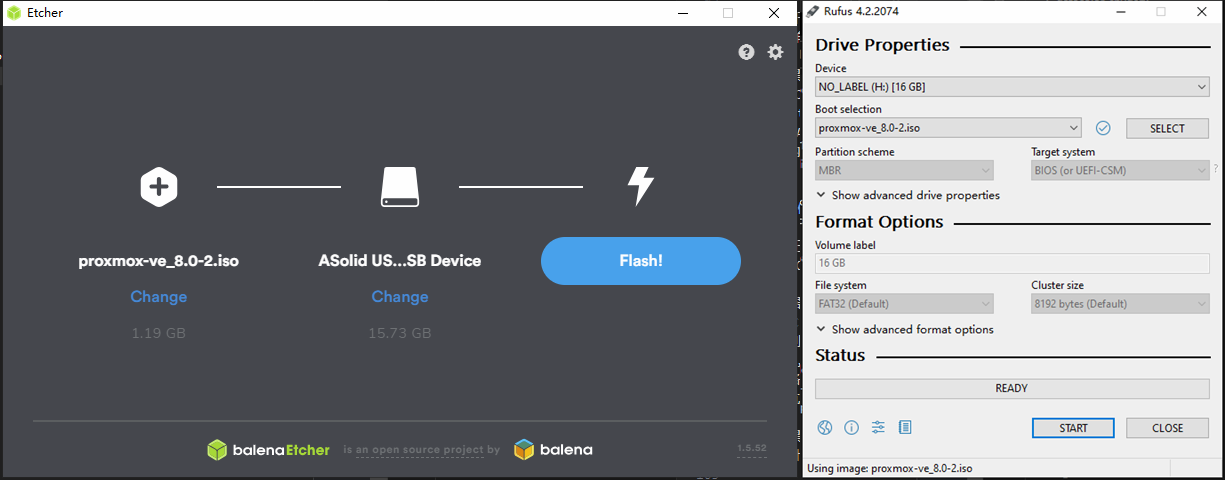 Etcher
proxmox-ve_8.0-2.iso
Change
1.19 GB
ASolid US...SB Device
Change
15.73 GB
Flash!
balenaEtcher is an open source project by balena
1.5.52
Rufus 4.2.2074
Drive Properties
Device
NO_LABEL (H:) [16 GB]
Boot selection
proxmox-ve_8.0-2.iso
SELECT
Partition scheme
MBR
Target system
BIOS (or UEFI-CSM)
?
Show advanced drive properties
Format Options
Volume label
16 GB
File system
FAT32 (Default)
Cluster size
8192 bytes (Default)
Show advanced format options
Status
READY
START
CLOSE
Using image: proxmox-ve_8.0-2.iso